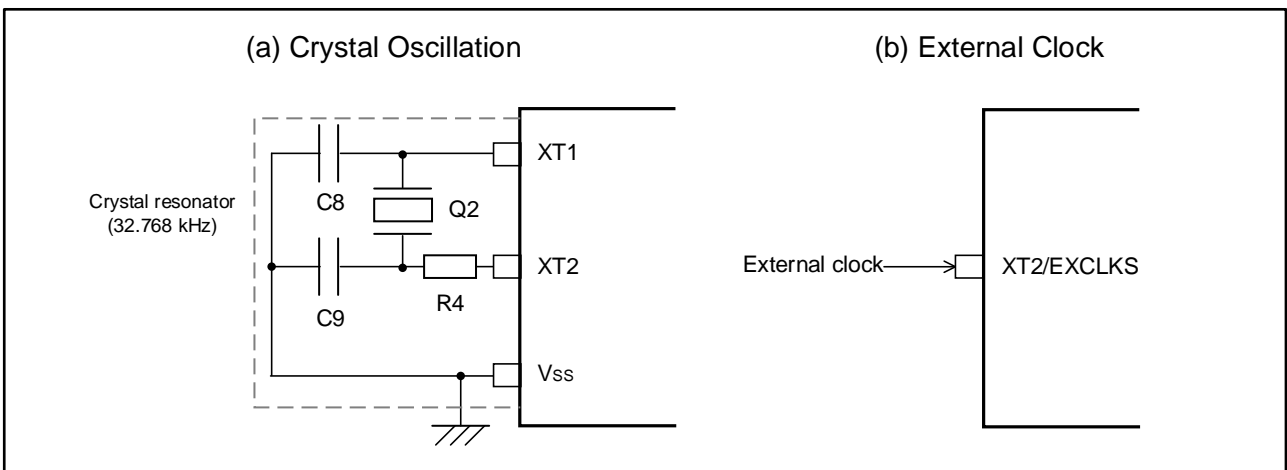 (a) Crystal Oscillation
(b) External Clock
XT1
C8
Crystal resonator
(32.768 kHz)
Q2
External clock
XT2/EXCLKS
XT2
R4
C9
Vss